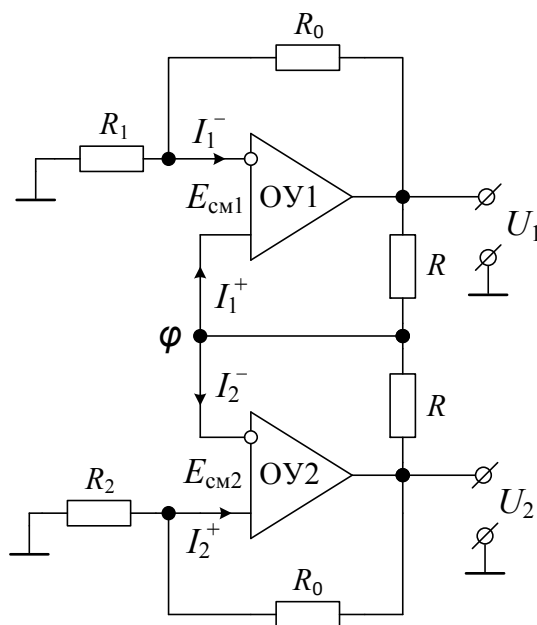 R₀
R₁
I₁⁻
Eсм1
ОУ1
U₁
R
I₁⁺
φ
I₂⁻
R
Eсм2
ОУ2
R₂
I₂⁺
U₂
R₀